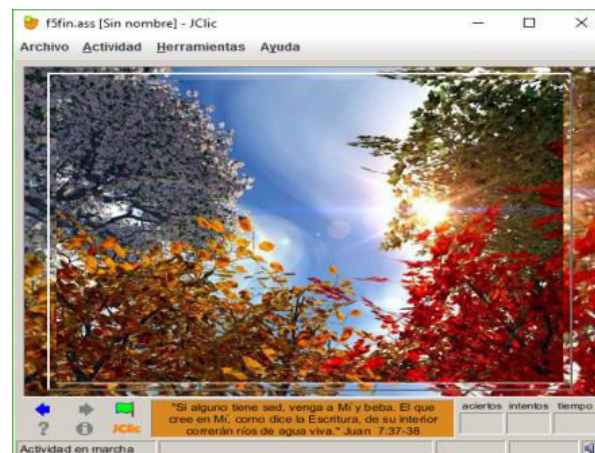 f5fin.ass [Sin nombre] - JClic
Archivo Actividad Herramientas Ayuda
"Si alguno tiene sed, venga a Mí y beba. El que
cree en Mí, como dice la Escritura, de su interior
correrán ríos de agua viva." Juan 7:37-38
aciertos intentos tiempo
JClic
Actividad en marcha